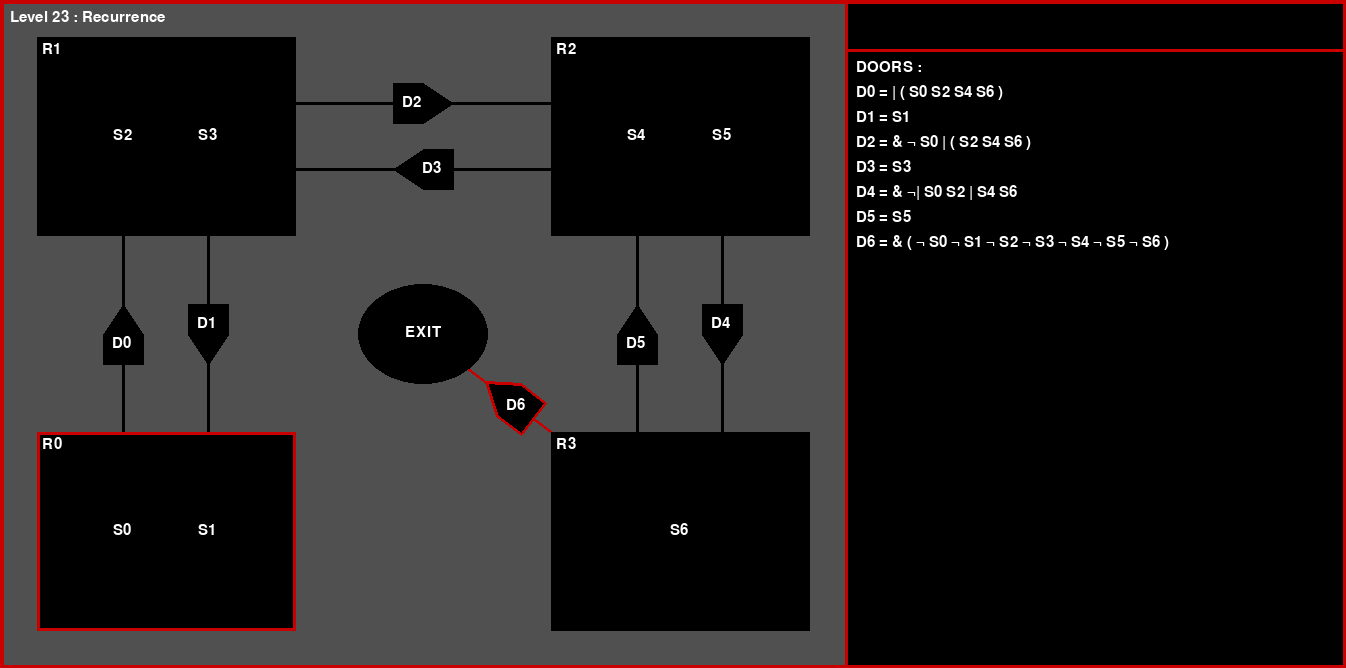 Level 23 : Recurrence
R1
R2
D2
S2 S3
S4 S5
D3
D1
D4
D0
D5
EXIT
D6
R0
R3
S0 S1
S6
DOORS :
D0 = | ( S0 S2 S4 S6 )
D1 = S1
D2 = & ¬ S0 | ( S2 S4 S6 )
D3 = S3
D4 = & ¬| S0 S2 | S4 S6
D5 = S5
D6 = & ( ¬ S0 ¬ S1 ¬ S2 ¬ S3 ¬ S4 ¬ S5 ¬ S6 )